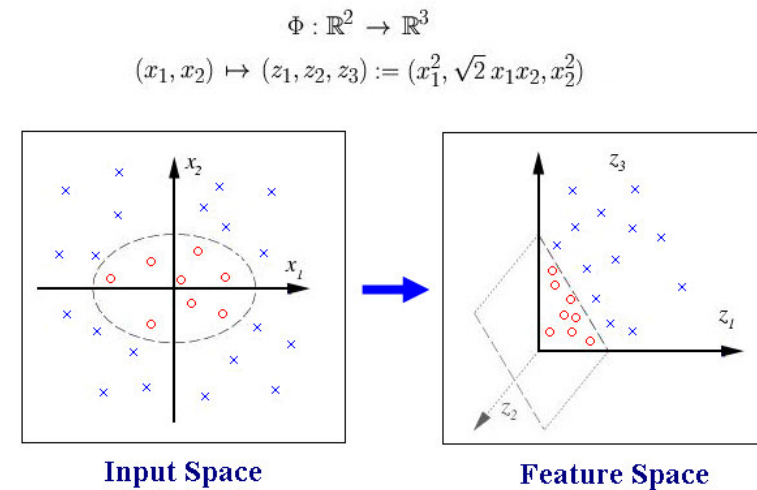 Φ : ℝ² → ℝ³
(x₁, x₂) ↦ (z₁, z₂, z₃) := (x₁², √2 x₁x₂, x₂²)
x₂
x₁
z₃
z₁
z₂
Input Space
Feature Space